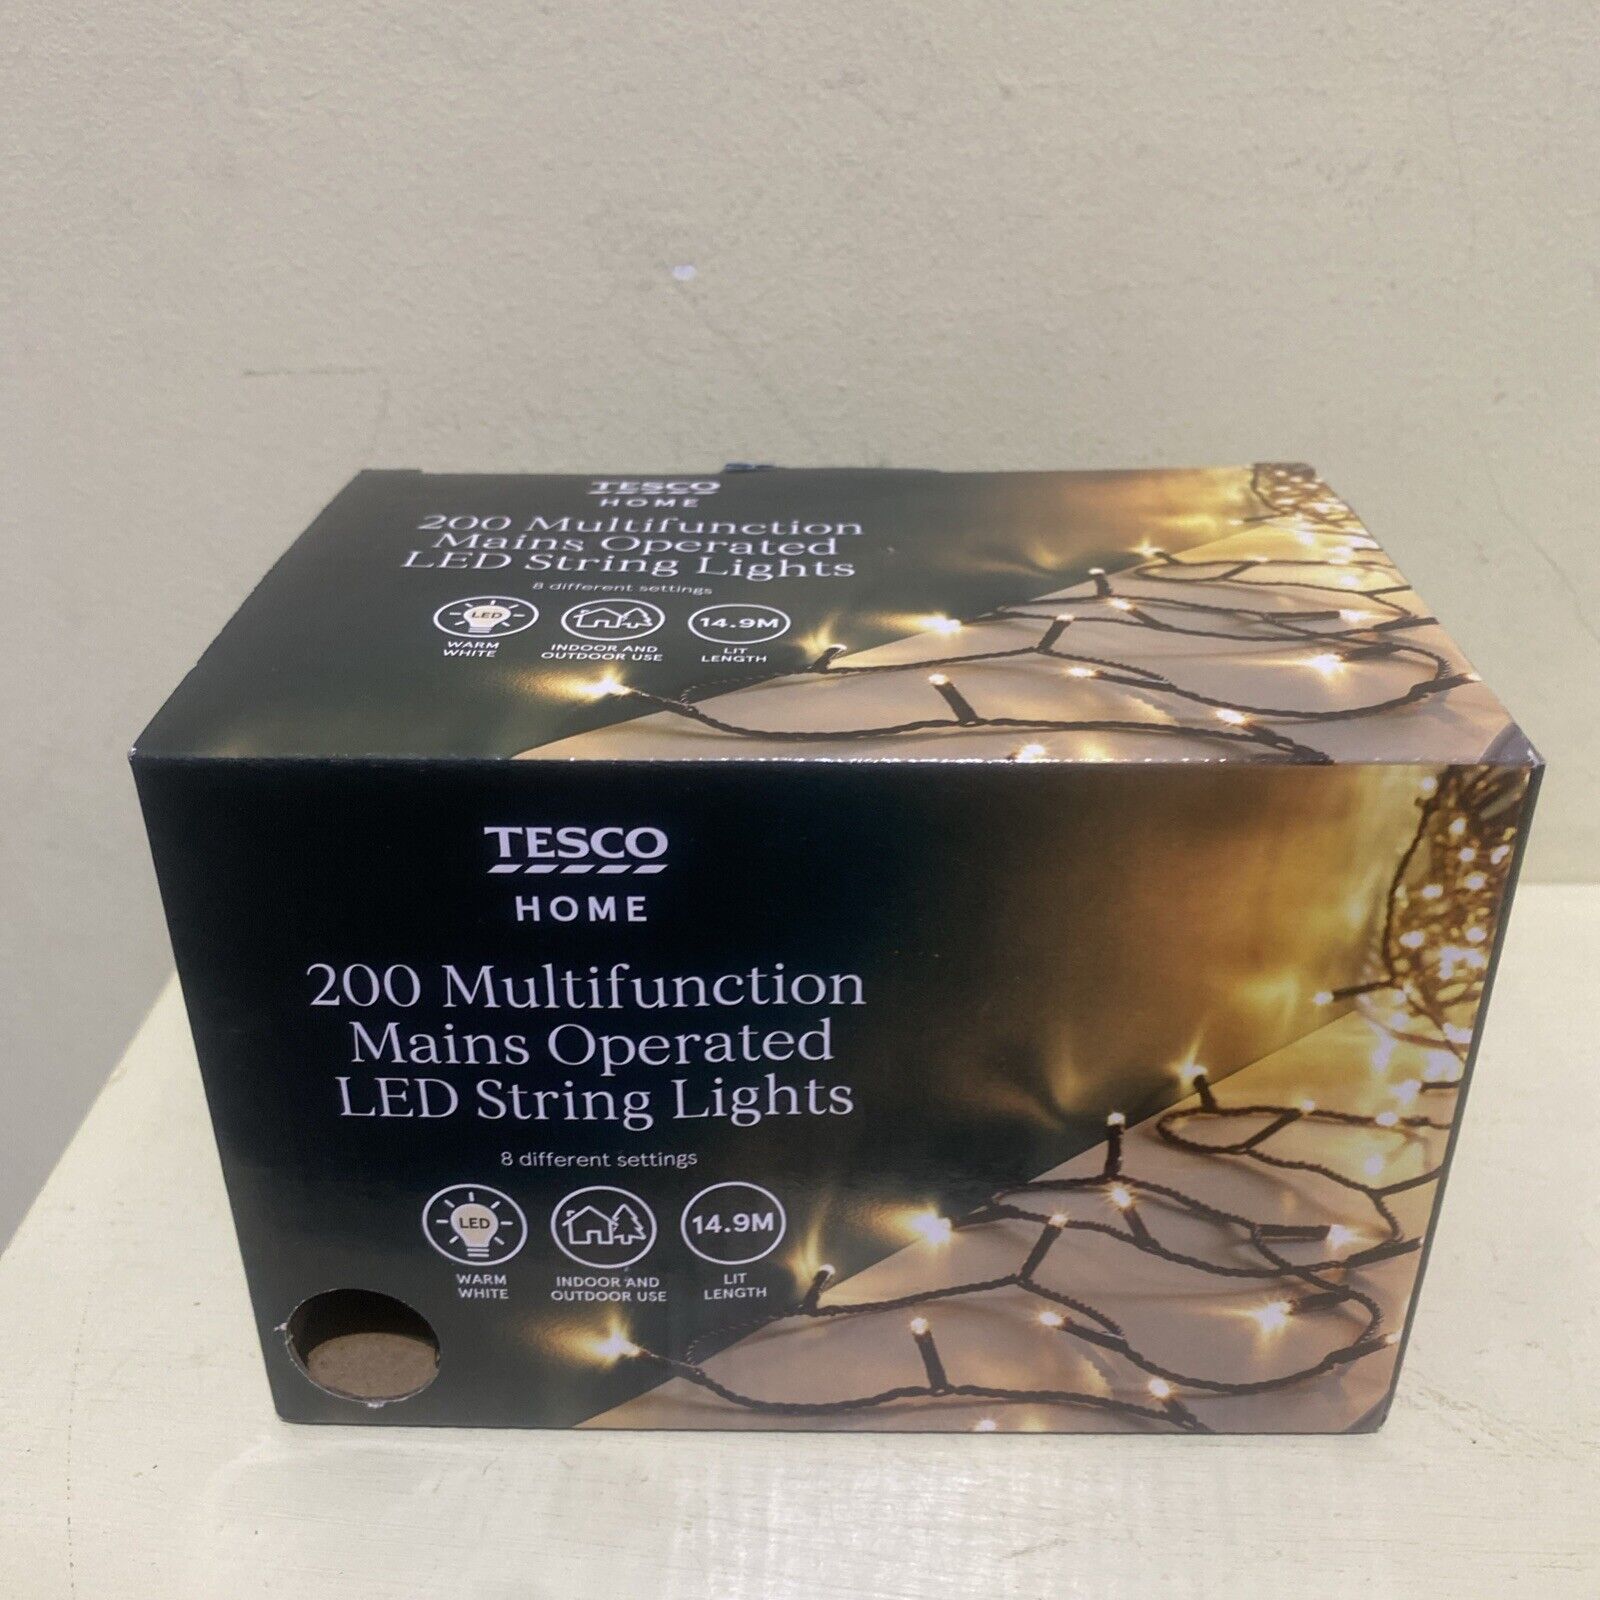 TESCO
HOME
200 Multifunction
Mains Operated
LED String Lights
8 different settings
LED
14.9M
WARM
WHITE
INDOOR AND
OUTDOOR USE
LIT
LENGTH
TESCO
HOME
200 Multifunction
Mains Operated
LED String Lights
8 different settings
LED
14.9M
WARM
WHITE
INDOOR AND
OUTDOOR USE
LIT
LENGTH